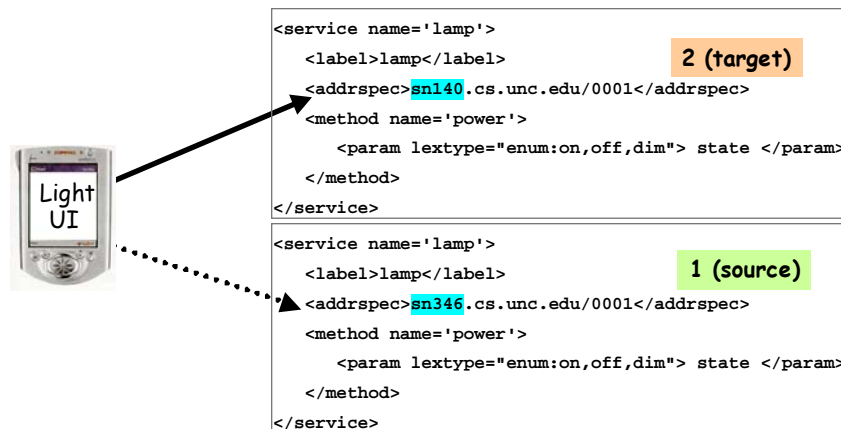 <service name='lamp'>
<label>lamp</label>
2 (target)
<addrspec>sn140.cs.unc.edu/0001</addrspec>
<method name='power'>
<param lextype="enum:on,off,dim"> state </param>
</method>
</service>
Light
UI
<service name='lamp'>
<label>lamp</label>
1 (source)
<addrspec>sn346.cs.unc.edu/0001</addrspec>
<method name='power'>
<param lextype="enum:on,off,dim"> state </param>
</method>
</service>